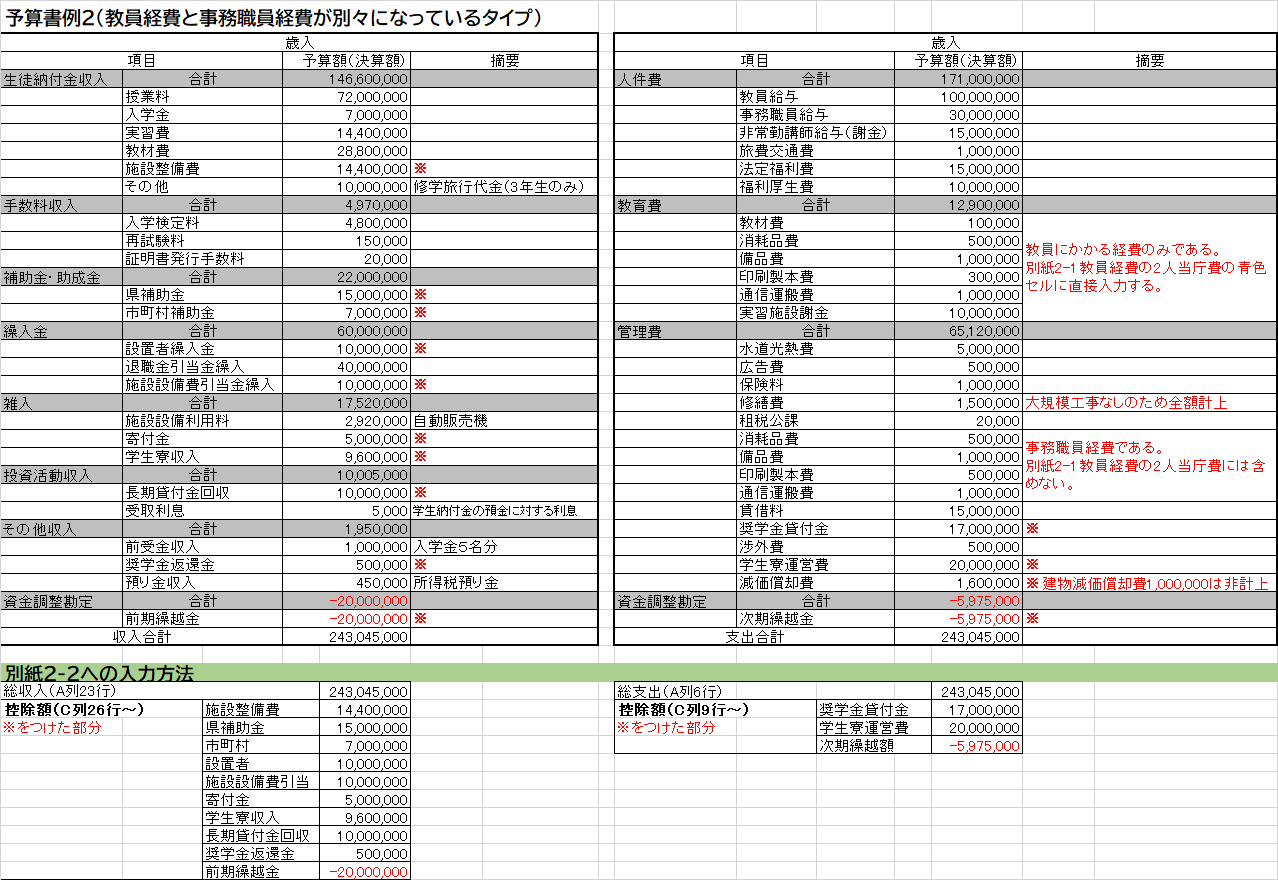 予算書例2(教員経費と事務職員経費が別々になっているタイプ)
歳入
項目 予算額(決算額) 摘要
生徒納付金収入 合計 146,600,000
授業料 72,000,000
入学金 7,000,000
実習費 14,400,000
教材費 28,800,000
施設整備費 14,400,000 ※
その他 10,000,000 修学旅行代金(3年生のみ)
手数料収入 合計 4,970,000
入学検定料 4,800,000
再試験料 150,000
証明書発行手数料 20,000
補助金・助成金 合計 22,000,000
県補助金 15,000,000 ※
市町村補助金 7,000,000 ※
繰入金 合計 60,000,000
設置者繰入金 10,000,000 ※
退職金引当金繰入 40,000,000
施設設備費引当金繰入 10,000,000 ※
雑入 合計 17,520,000
施設設備利用料 2,920,000 自動販売機
寄付金 5,000,000 ※
学生寮収入 9,600,000 ※
投資活動収入 合計 10,005,000
長期貸付金回収 10,000,000 ※
受取利息 5,000 学生納付金の預金に対する利息
その他収入 合計 1,950,000
前受金収入 1,000,000 入学金5名分
奨学金返還金 500,000 ※
預り金収入 450,000 所得税預り金
資金調整勘定 合計 -20,000,000
前期繰越金 -20,000,000 ※
収入合計 243,045,000
歳入
項目 予算額(決算額) 摘要
人件費 合計 171,000,000
教員給与 100,000,000
事務職員給与 30,000,000
非常勤講師給与(謝金) 15,000,000
旅費交通費 1,000,000
法定福利費 15,000,000
福利厚生費 10,000,000
教育費 合計 12,900,000
教材費 100,000
消耗品費 500,000
備品費 1,000,000
印刷製本費 300,000
通信運搬費 1,000,000
実習施設謝金 10,000,000
教員にかかる経費のみである。
別紙2-1教員経費の2人当庁費の青色
セルに直接入力する。
管理費 合計 65,120,000
水道光熱費 5,000,000
広告費 500,000
保険料 1,000,000
修繕費 1,500,000 大規模工事なしのため全額計上
租税公課 20,000
消耗品費 500,000
備品費 1,000,000
印刷製本費 500,000
通信運搬費 1,000,000
事務職員経費である。
別紙2-1教員経費の2人当庁費には含
めない。
賃借料 15,000,000
奨学金貸付金 17,000,000 ※
渉外費 500,000
学生寮運営費 20,000,000 ※
減価償却費 1,600,000 ※ 建物減価償却費1,000,000は非計上
資金調整勘定 合計 -5,975,000
次期繰越金 -5,975,000 ※
支出合計 243,045,000
別紙2-2への入力方法
総収入(A列23行) 243,045,000
控除額(C列26行~) 施設整備費 14,400,000
※をつけた部分 県補助金 15,000,000
市町村 7,000,000
設置者 10,000,000
施設設備費引当 10,000,000
寄付金 5,000,000
学生寮収入 9,600,000
長期貸付金回収 10,000,000
奨学金返還金 500,000
前期繰越金 -20,000,000
総支出(A列6行) 243,045,000
控除額(C列9行~) 奨学金貸付金 17,000,000
※をつけた部分 学生寮運営費 20,000,000
次期繰越額 -5,975,000